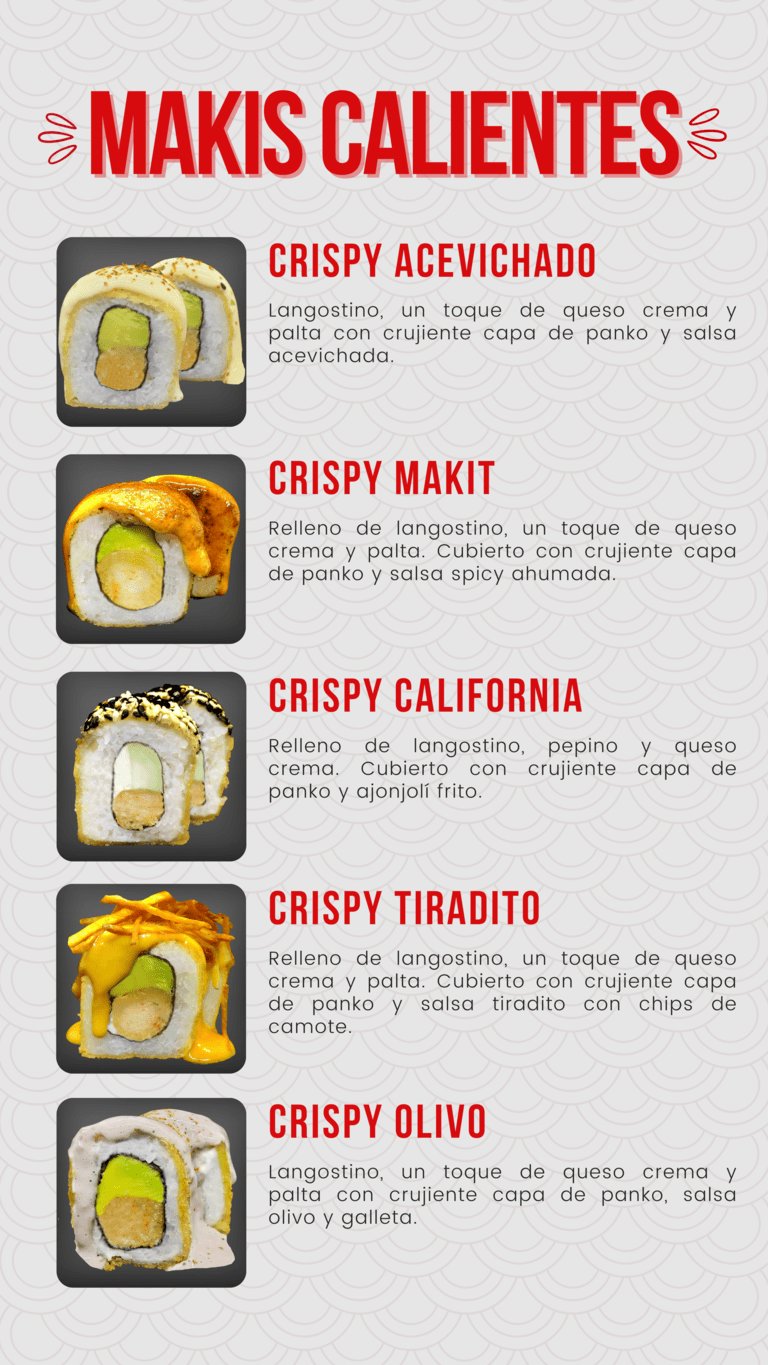 MAKIS CALIENTES
CRISPY ACEVICHADO
Langostino, un toque de queso crema y
palta con crujiente capa de panko y salsa
acevichada.
CRISPY MAKIT
Relleno de langostino, un toque de queso
crema y palta. Cubierto con crujiente capa
de panko y salsa spicy ahumada.
CRISPY CALIFORNIA
Relleno de langostino, pepino y queso
crema. Cubierto con crujiente capa de
panko y ajonjolí frito.
CRISPY TIRADITO
Relleno de langostino, un toque de queso
crema y palta. Cubierto con crujiente capa
de panko y salsa tiradito con chips de
camote.
CRISPY OLIVO
Langostino, un toque de queso crema y
palta con crujiente capa de panko, salsa
olivo y galleta.